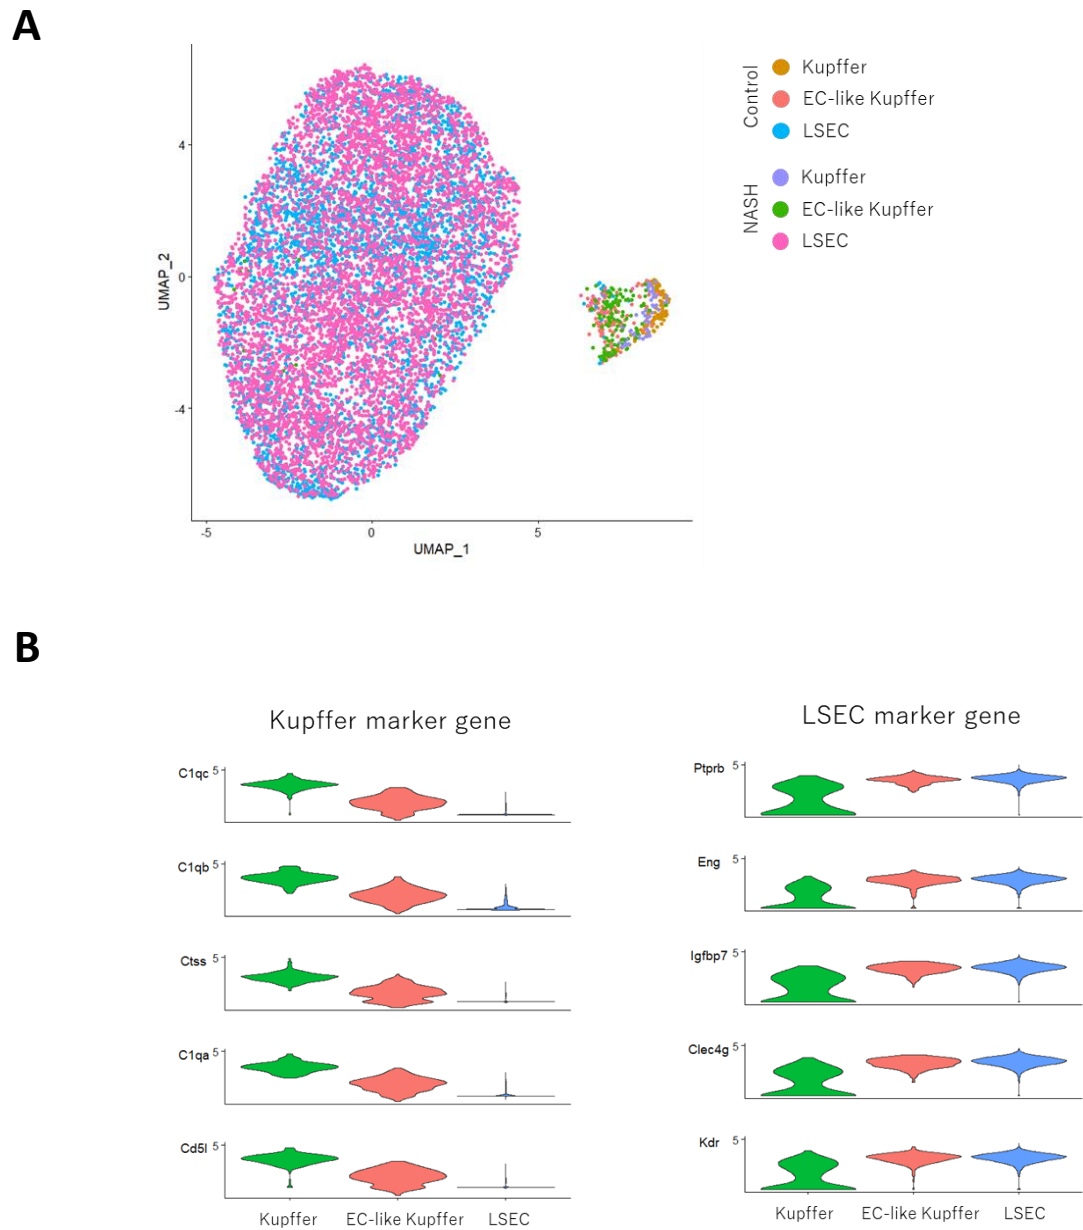 A
Control
Kupffer
EC-like Kupffer
LSEC
NASH
Kupffer
EC-like Kupffer
LSEC
UMAP_2
4
0
-4
-5
0
5
UMAP_1
B
Kupffer marker gene
C1qc 5
C1qb 5
Ctss 5
C1qa 5
Cd5l 5
Kupffer EC-like Kupffer LSEC
LSEC marker gene
Ptprb 5
Eng 5
Igfbp7 5
Clec4g 5
Kdr 5
Kupffer EC-like Kupffer LSEC